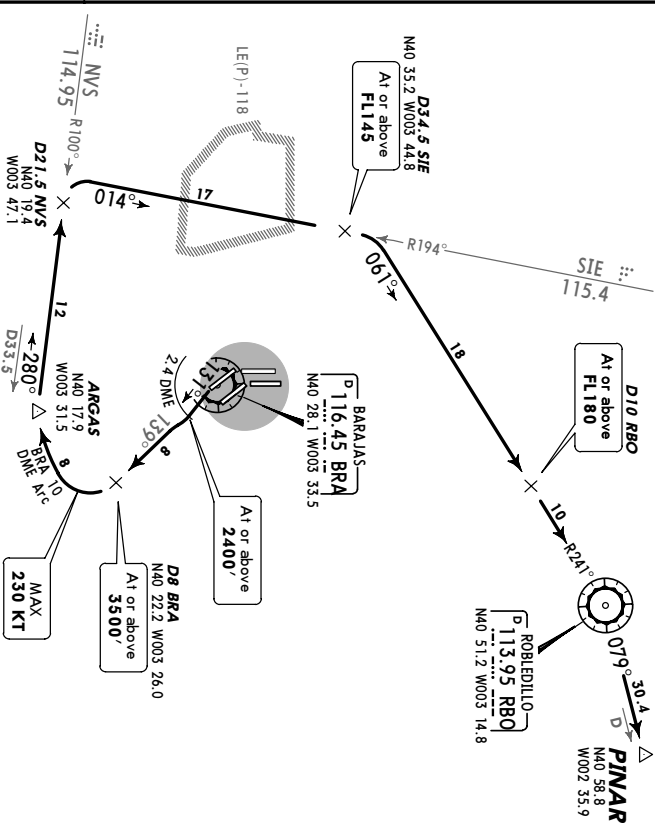 NVS
114.95
R100°
D21.5 NVS
N40 19.4
W003 47.1
LE(P)-118
014°
17
D34.5 SIE
N40 35.2 W003 44.8
At or above
FL145
R194°
SIE
115.4
061°
18
D10 RBO
At or above
FL180
10
R241°
ROBLEDILLO
D 113.95 RBO
N40 51.2 W003 14.8
079°
30.4
D
PINAR
N40 58.8
W002 35.9
BARAJAS
D 116.45 BRA
N40 28.1 W003 33.5
131°
2.4 DME
139°
8
At or above
2400'
D8 BRA
N40 22.2 W003 26.0
At or above
3500'
MAX
230 KT
8
BRA 10
DME Arc
ARGAS
N40 17.9
W003 31.5
280°
D33.5
12